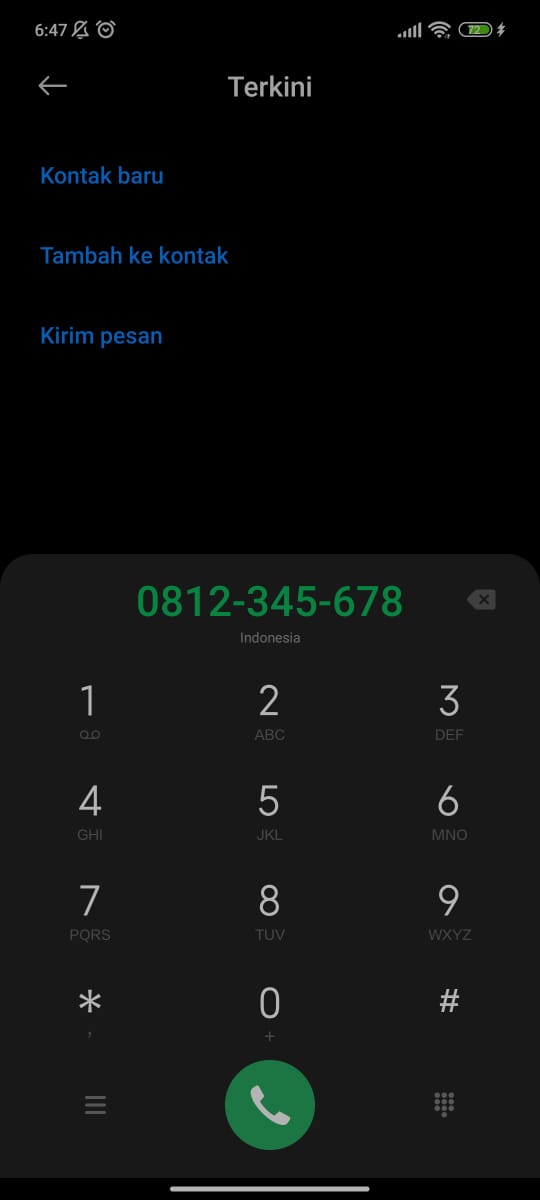 6:47 72
Terkini
Kontak baru
Tambah ke kontak
Kirim pesan
0812-345-678
Indonesia
1 2 3
ABC DEF
4 5 6
GHI JKL MNO
7 8 9
PQRS TUV WXYZ
* 0 #
, +